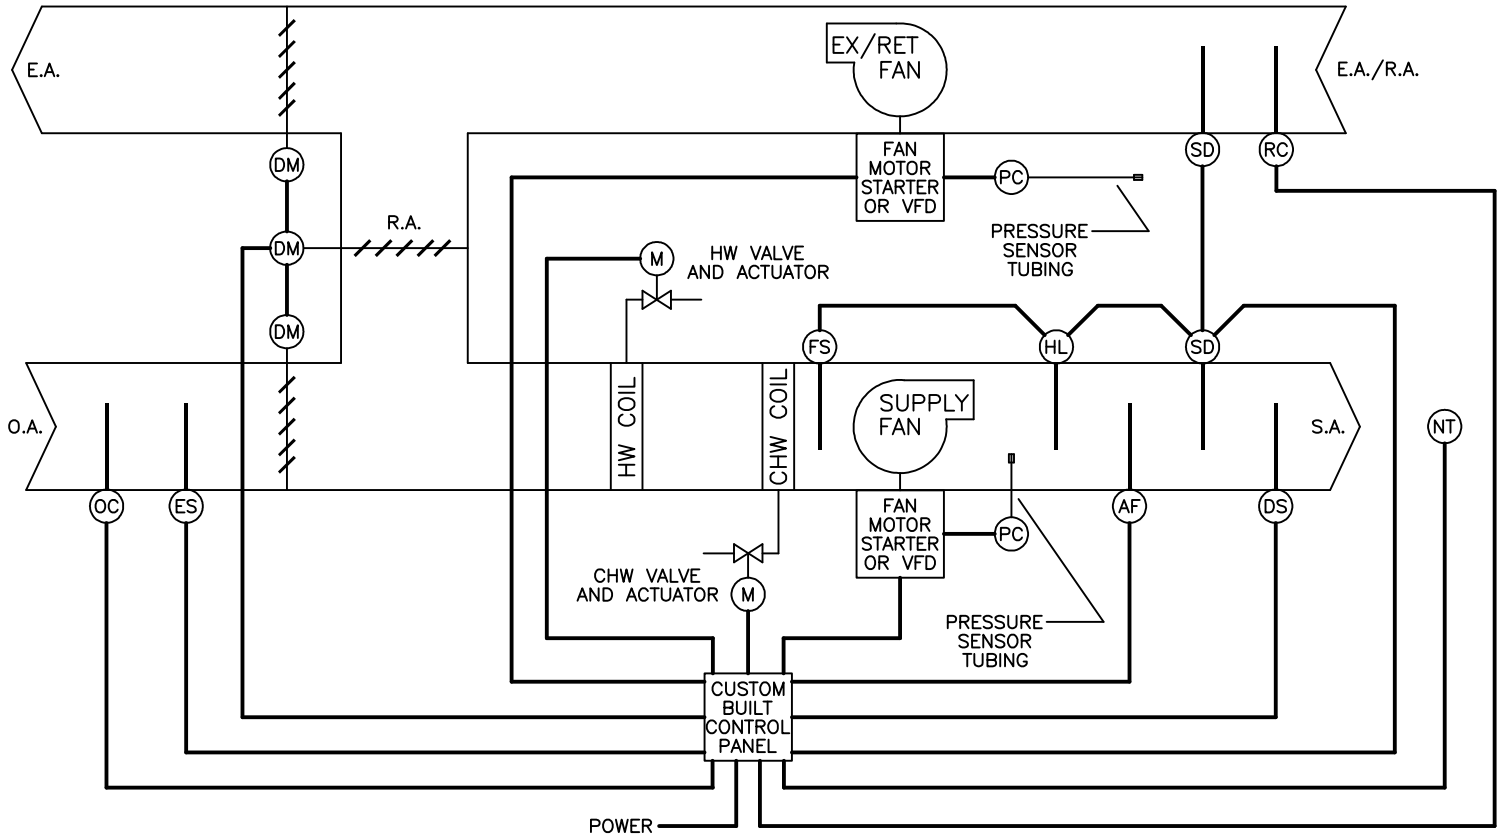 EX/RET
FAN
E.A.
E.A./R.A.
DM
FAN
MOTOR
STARTER
OR VFD
SD
RC
PC
R.A.
DM
PRESSURE
SENSOR
TUBING
M
HW VALVE
AND ACTUATOR
DM
FS
HL
SD
HW COIL
CHW COIL
SUPPLY
FAN
O.A.
S.A.
NT
OC
ES
FAN
MOTOR
STARTER
OR VFD
PC
AF
DS
CHW VALVE
AND ACTUATOR
M
PRESSURE
SENSOR
TUBING
CUSTOM
BUILT
CONTROL
PANEL
POWER